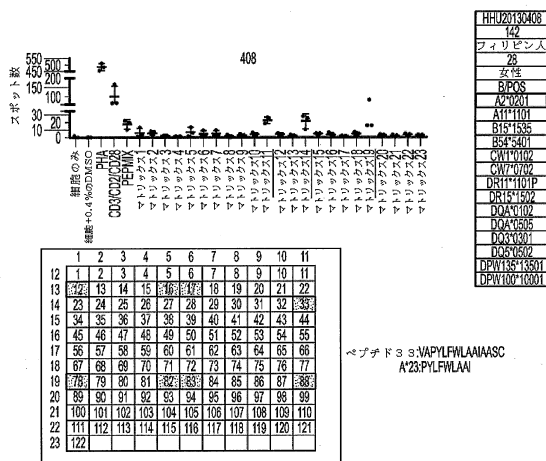 408
スポット数
550
500
450
200
150
100
30
20
10
0
細胞のみ
細胞+0.4%のDMSO
PHA
CD3/CD2/CD28
PEPMIX
マトリックス1
マトリックス2
マトリックス3
マトリックス4
マトリックス5
マトリックス6
マトリックス7
マトリックス8
マトリックス9
マトリックス10
マトリックス11
マトリックス12
マトリックス13
マトリックス14
マトリックス15
マトリックス16
マトリックス17
マトリックス18
マトリックス19
マトリックス20
マトリックス21
マトリックス22
マトリックス23
HHU20130408
142
フィリピン人
28
女性
B/POS
A2*0201
A11*1101
B15*1535
B54*5401
CW1*0102
CW7*0702
DR11*1101P
DR15*1502
DQA*0102
DQA*0505
DQ3*0301
DQ5*0502
DPW135*13501
DPW100*10001
1 2 3 4 5 6 7 8 9 10 11
12 1 2 3 4 5 6 7 8 9 10 11
13 12 13 14 15 16 17 18 19 20 21 22
14 23 24 25 26 27 28 29 30 31 32 33
15 34 35 36 37 38 39 40 41 42 43 44
16 45 46 47 48 49 50 51 52 53 54 55
17 56 57 58 59 60 61 62 63 64 65 66
18 67 68 69 70 71 72 73 74 75 76 77
19 78 79 80 81 82 83 84 85 86 87 88
20 89 90 91 92 93 94 95 96 97 98 99
21 100 101 102 103 104 105 106 107 108 109 110
22 111 112 113 114 115 116 117 118 119 120 121
23 122
ペプチド33:VAPYLFWLAAIAASC
A*23:PYLFWLAAI